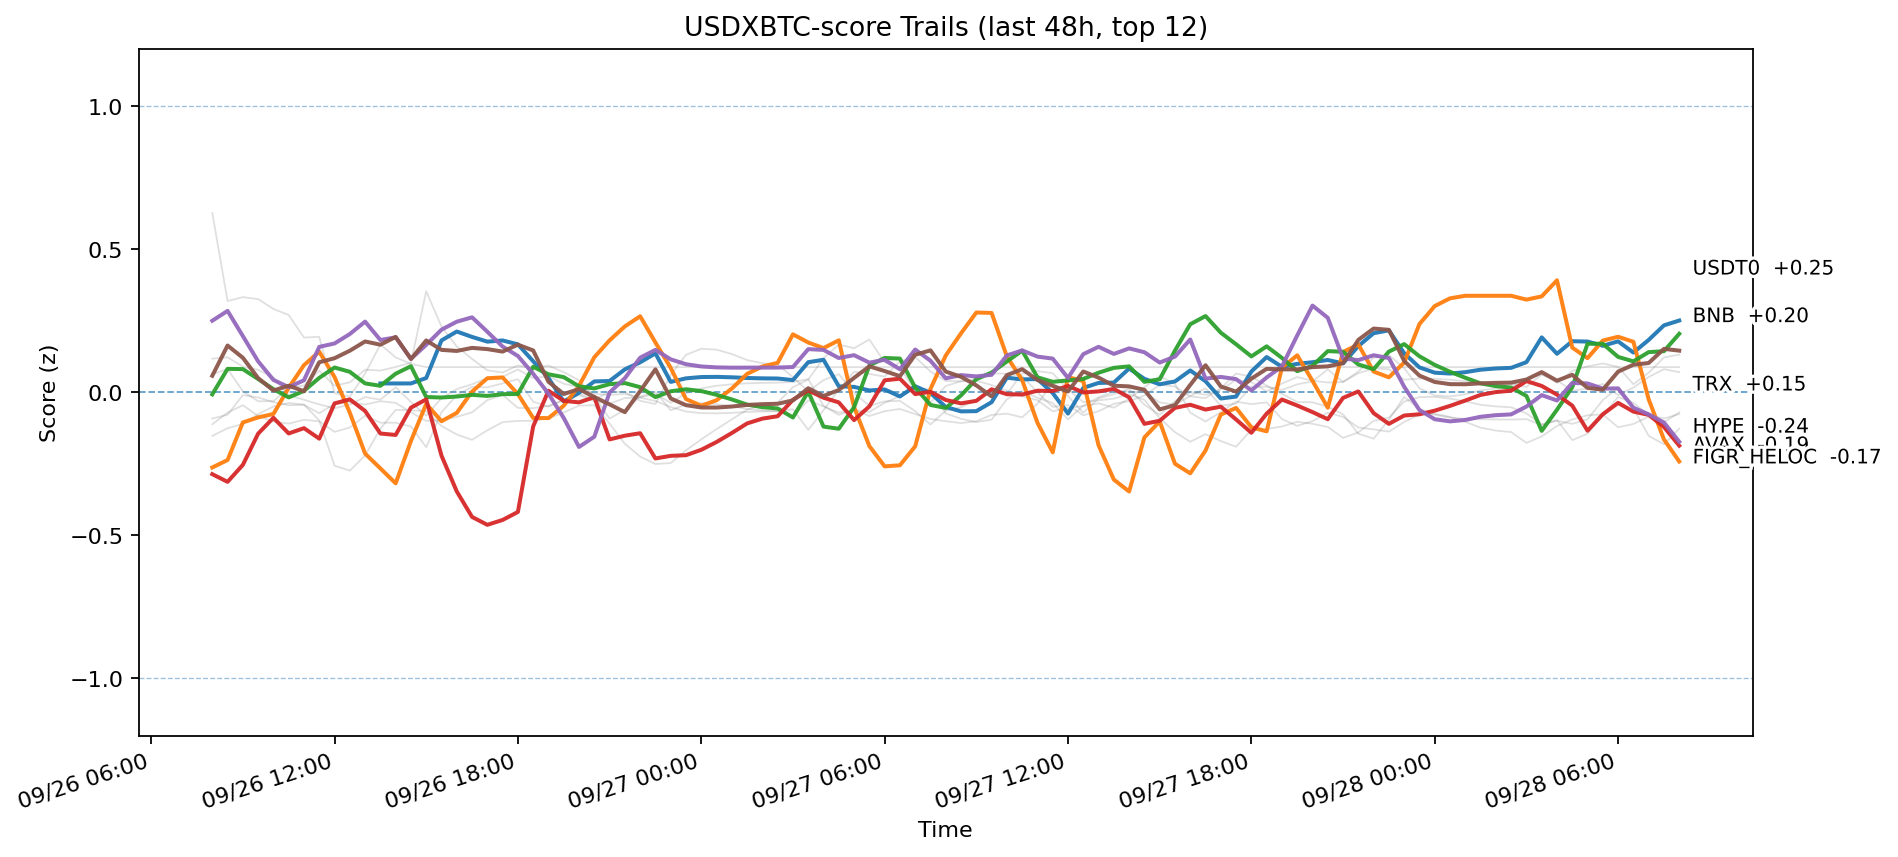 USDXBTC-score Trails (last 48h, top 12)
Score (z)
1.0
0.5
0.0
−0.5
−1.0
USDT0 +0.25
BNB +0.20
TRX +0.15
HYPE -0.24
AVAX -0.19
FIGR_HELOC -0.17
09/26 06:00
09/26 12:00
09/26 18:00
09/27 00:00
09/27 06:00
09/27 12:00
09/27 18:00
09/28 00:00
09/28 06:00
Time